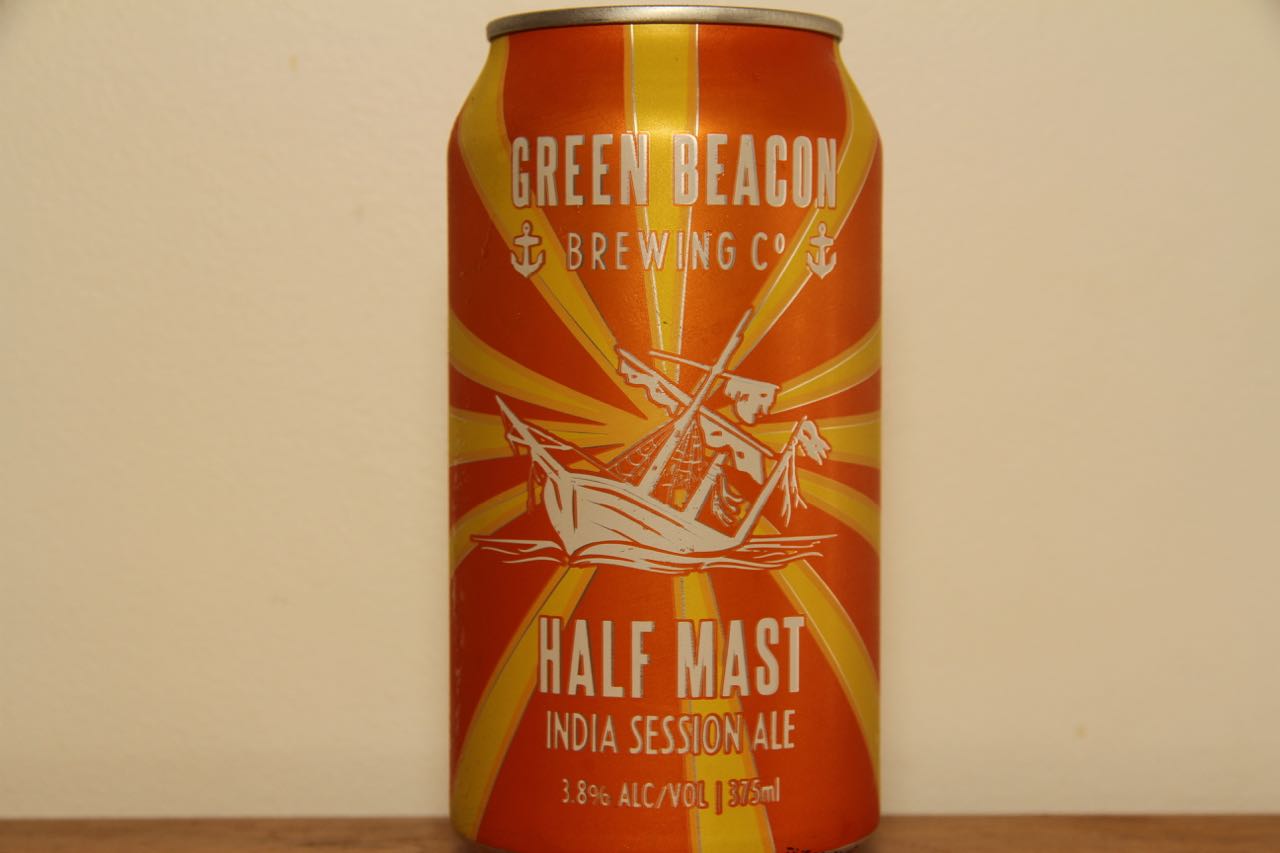 GREEN BEACON
BREWING Cº
HALF MAST
INDIA SESSION ALE
3.8% ALC/VOL | 375ml